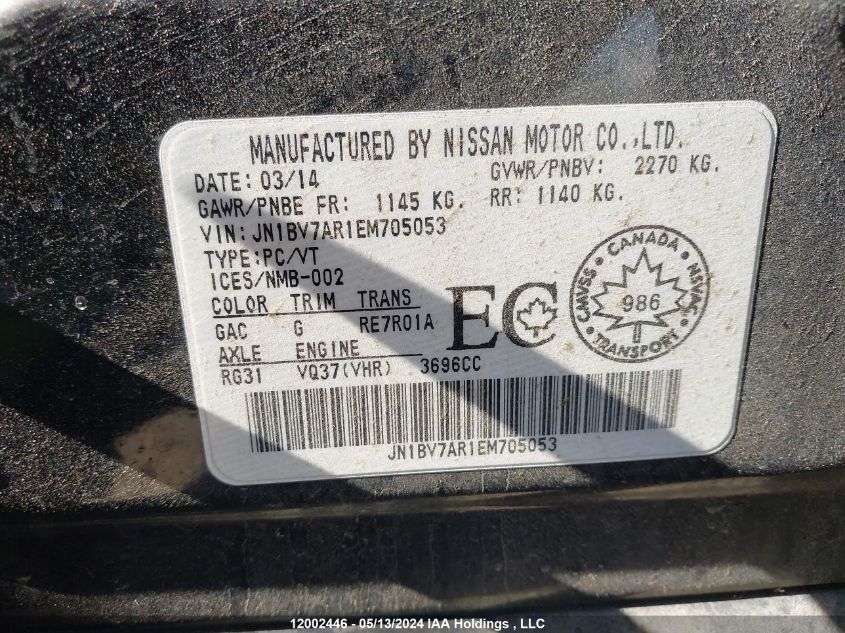 MANUFACTURED BY NISSAN MOTOR CO.,LTD.
DATE: 03/14 GVWR/PNBV: 2270 KG.
GAWR/PNBE FR: 1145 KG. RR: 1140 KG.
VIN: JN1BV7AR1EM705053
TYPE: PC/VT
ICES/NMB-002
COLOR TRIM TRANS
GAC G RE7R01A
AXLE ENGINE
RG31 VQ37(VHR) 3696CC
EC
CANADA
CMVSS NSVAC
986
TRANSPORT
JN1BV7AR1EM705053
12002446 - 05/13/2024 IAA Holdings , LLC